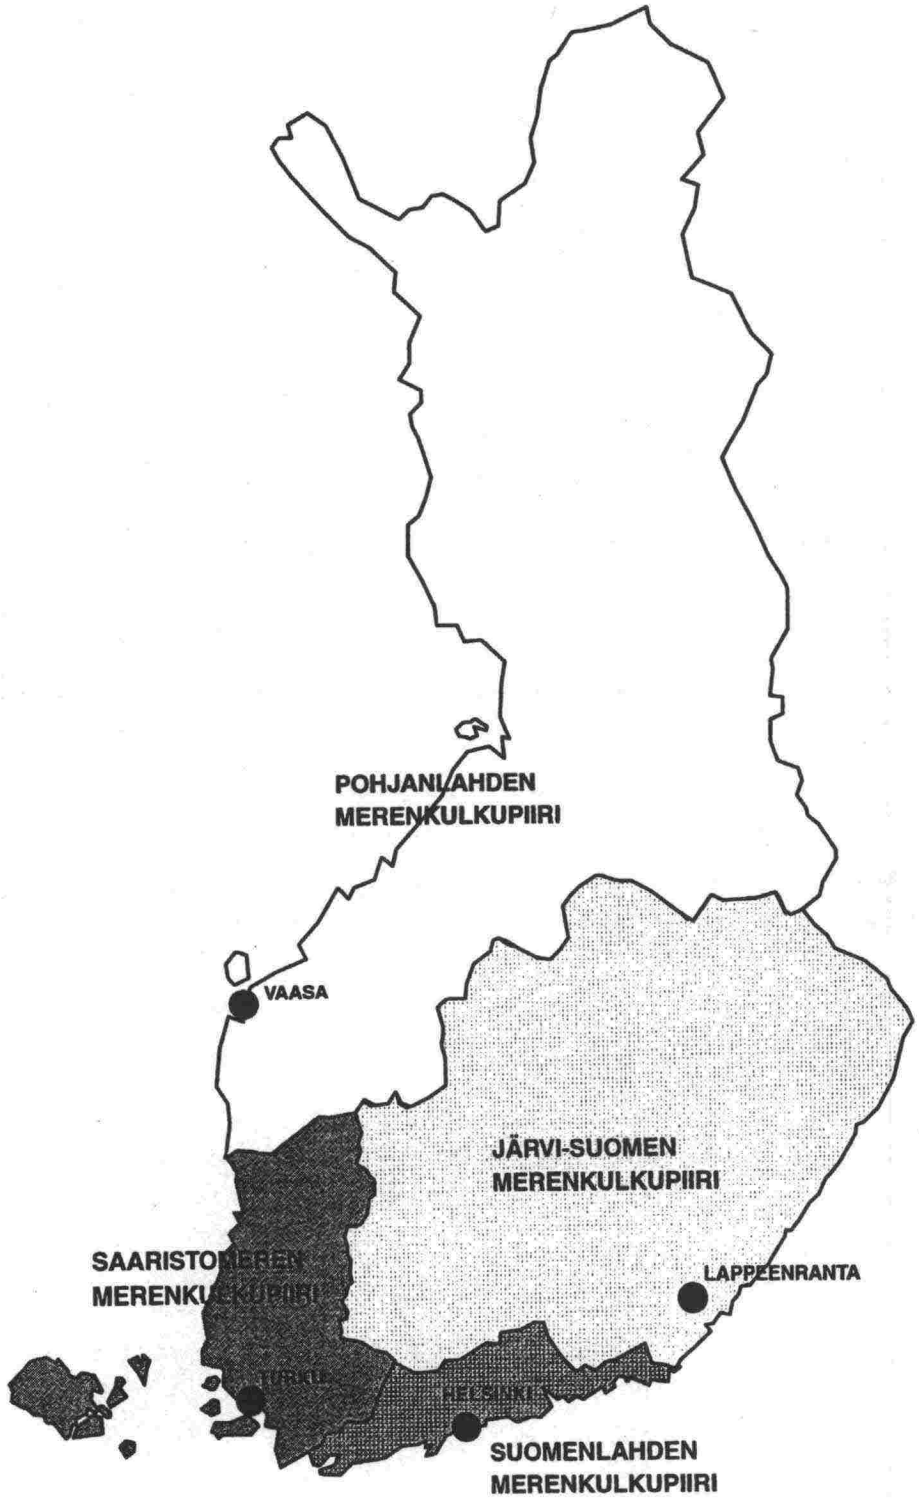 POHJANLAHDEN
MERENKULKUPIIRI
VAASA
JÄRVI-SUOMEN
MERENKULKUPIIRI
SAARISTOMEREN
MERENKULKUPIIRI
LAPPEENRANTA
TURKU
HELSINKI
SUOMENLAHDEN
MERENKULKUPIIRI